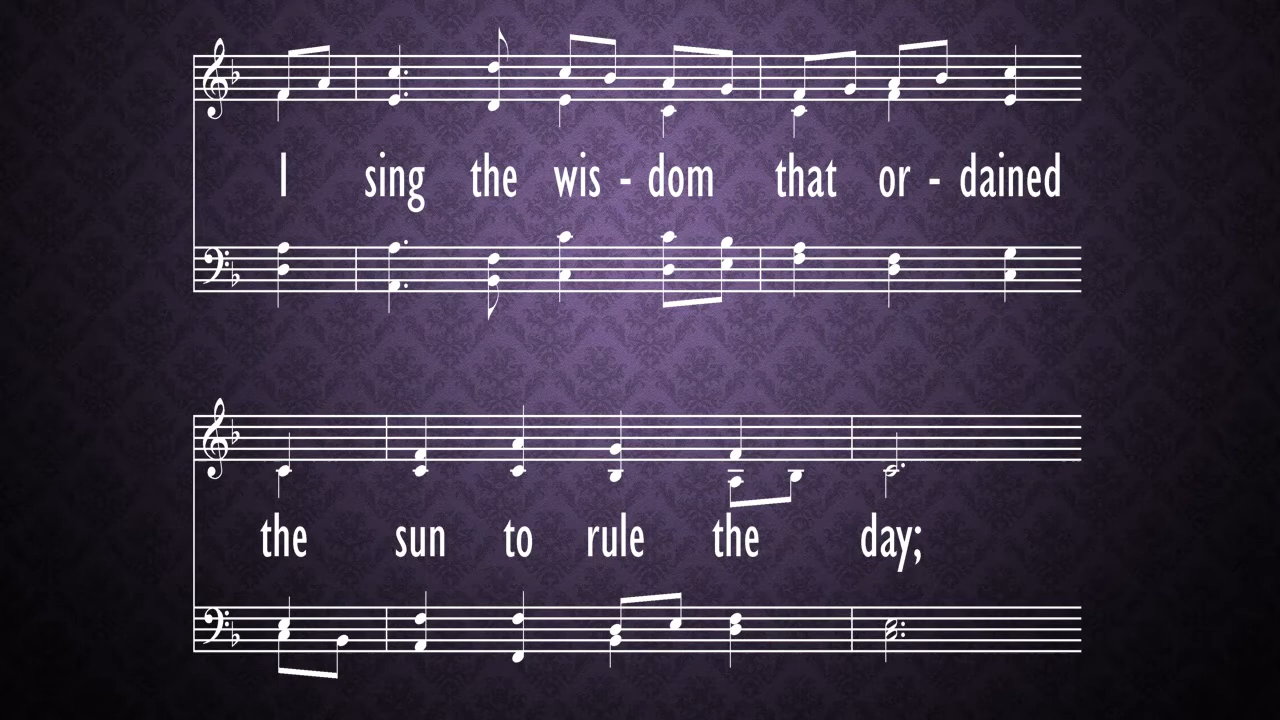 I sing the wis - dom that or - dained
the sun to rule the day;